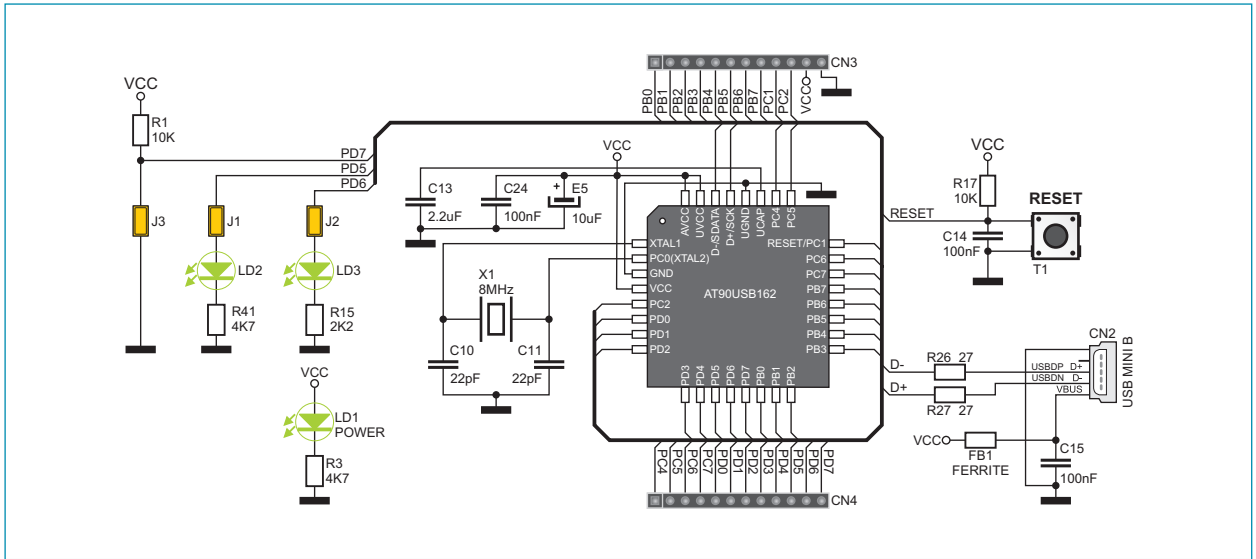 CN3
PB0
PB1
PB2
PB3
PB4
PB5
PB6
PB7
PC1
PC2
VCC
VCC
R1
10K
PD7
PD5
PD6
J3
J1
J2
LD2
LD3
R41
4K7
R15
2K2
VCC
LD1
POWER
R3
4K7
VCC
C13
2.2uF
C24
100nF
+
E5
10uF
X1
8MHz
C10
22pF
C11
22pF
AVCC
UVCC
D-/SDATA
D+/SCK
UGND
UCAP
PC4
PC5
XTAL1
PC0(XTAL2)
GND
VCC
PC2
PD0
PD1
PD2
AT90USB162
RESET/PC1
PC6
PC7
PB7
PB6
PB5
PB4
PB3
PD3
PD4
PD5
PD6
PD7
PB0
PB1
PB2
PC4
PC5
PC6
PC7
PD0
PD1
PD2
PD3
PD4
PD5
PD6
PD7
CN4
VCC
R17
10K
RESET
RESET
C14
100nF
T1
CN2
USB MINI B
D-
R26 27
USBDP D+
USBDN D-
VBUS
D+
R27 27
VCC
FB1
FERRITE
C15
100nF